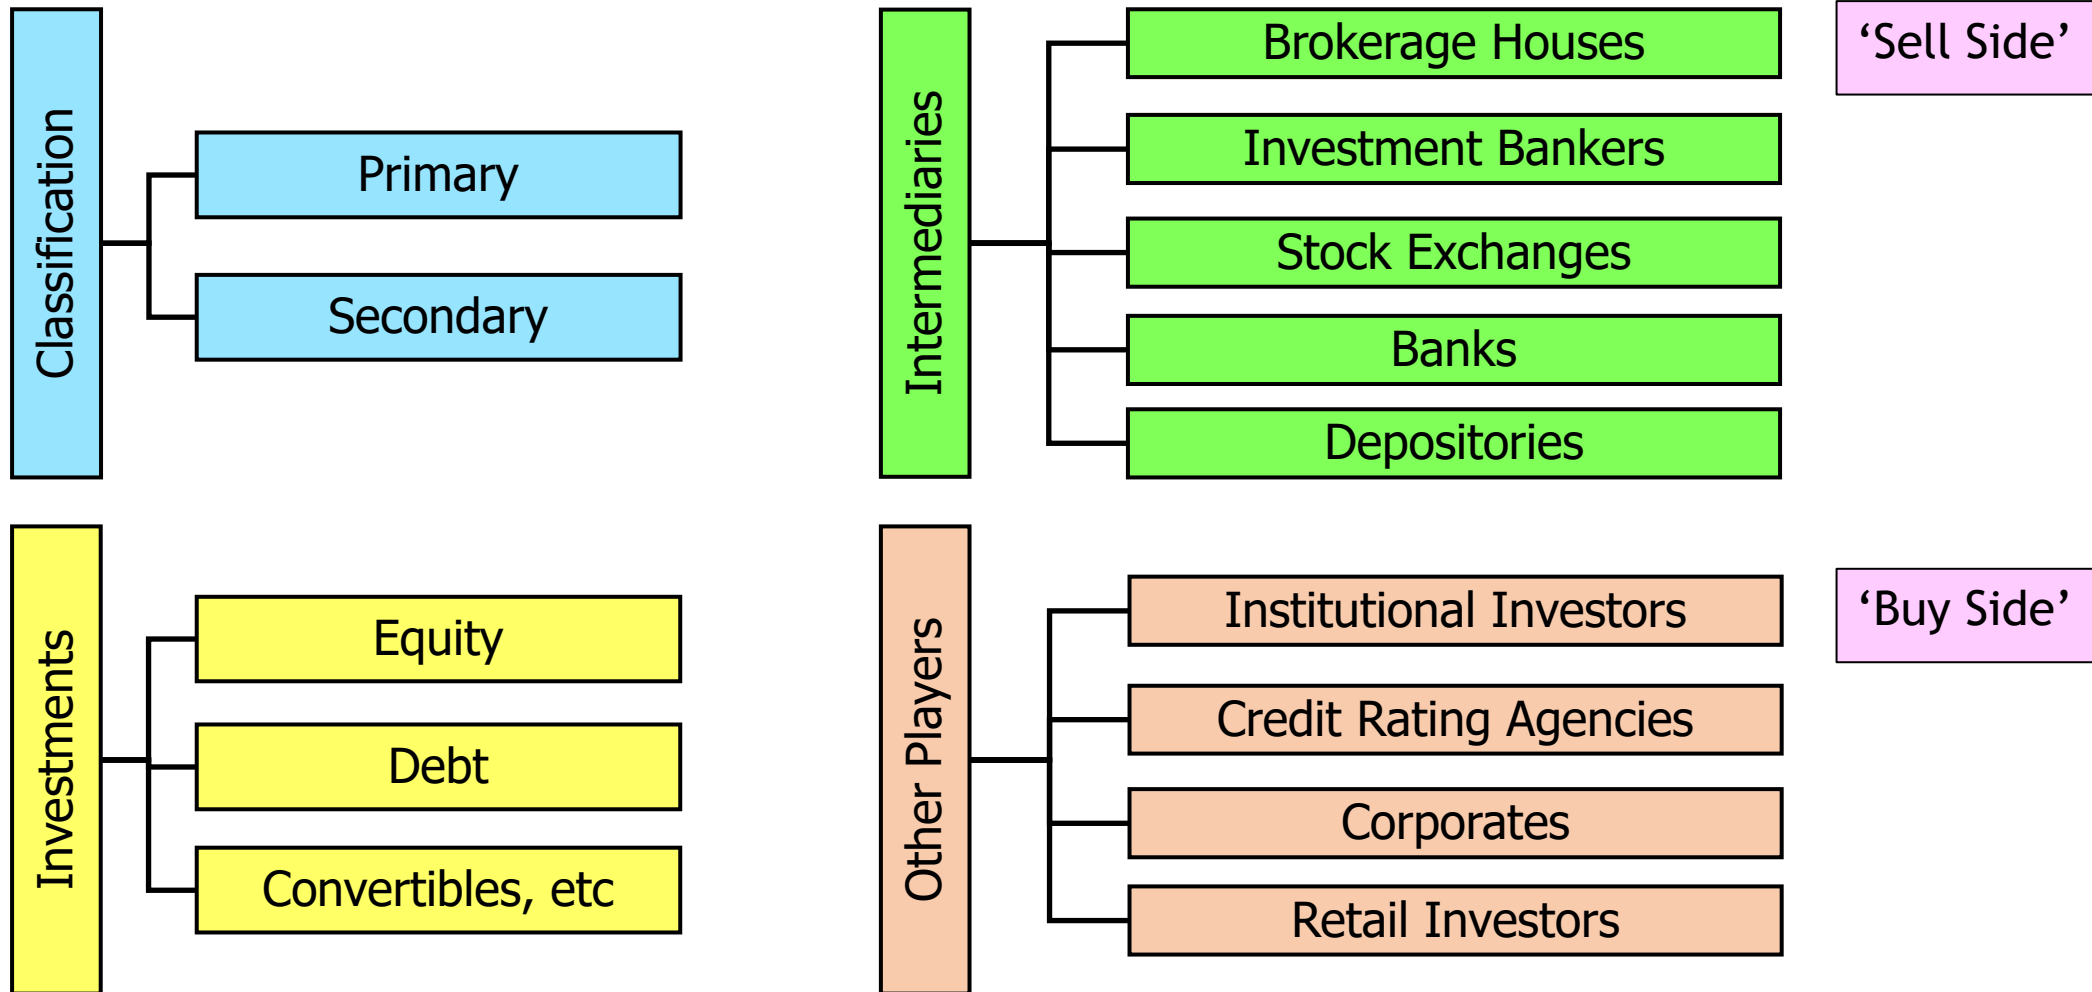 Classification
Primary
Secondary
Intermediaries
Brokerage Houses
Investment Bankers
Stock Exchanges
Banks
Depositories
‘Sell Side’
Investments
Equity
Debt
Convertibles, etc
Other Players
Institutional Investors
Credit Rating Agencies
Corporates
Retail Investors
‘Buy Side’